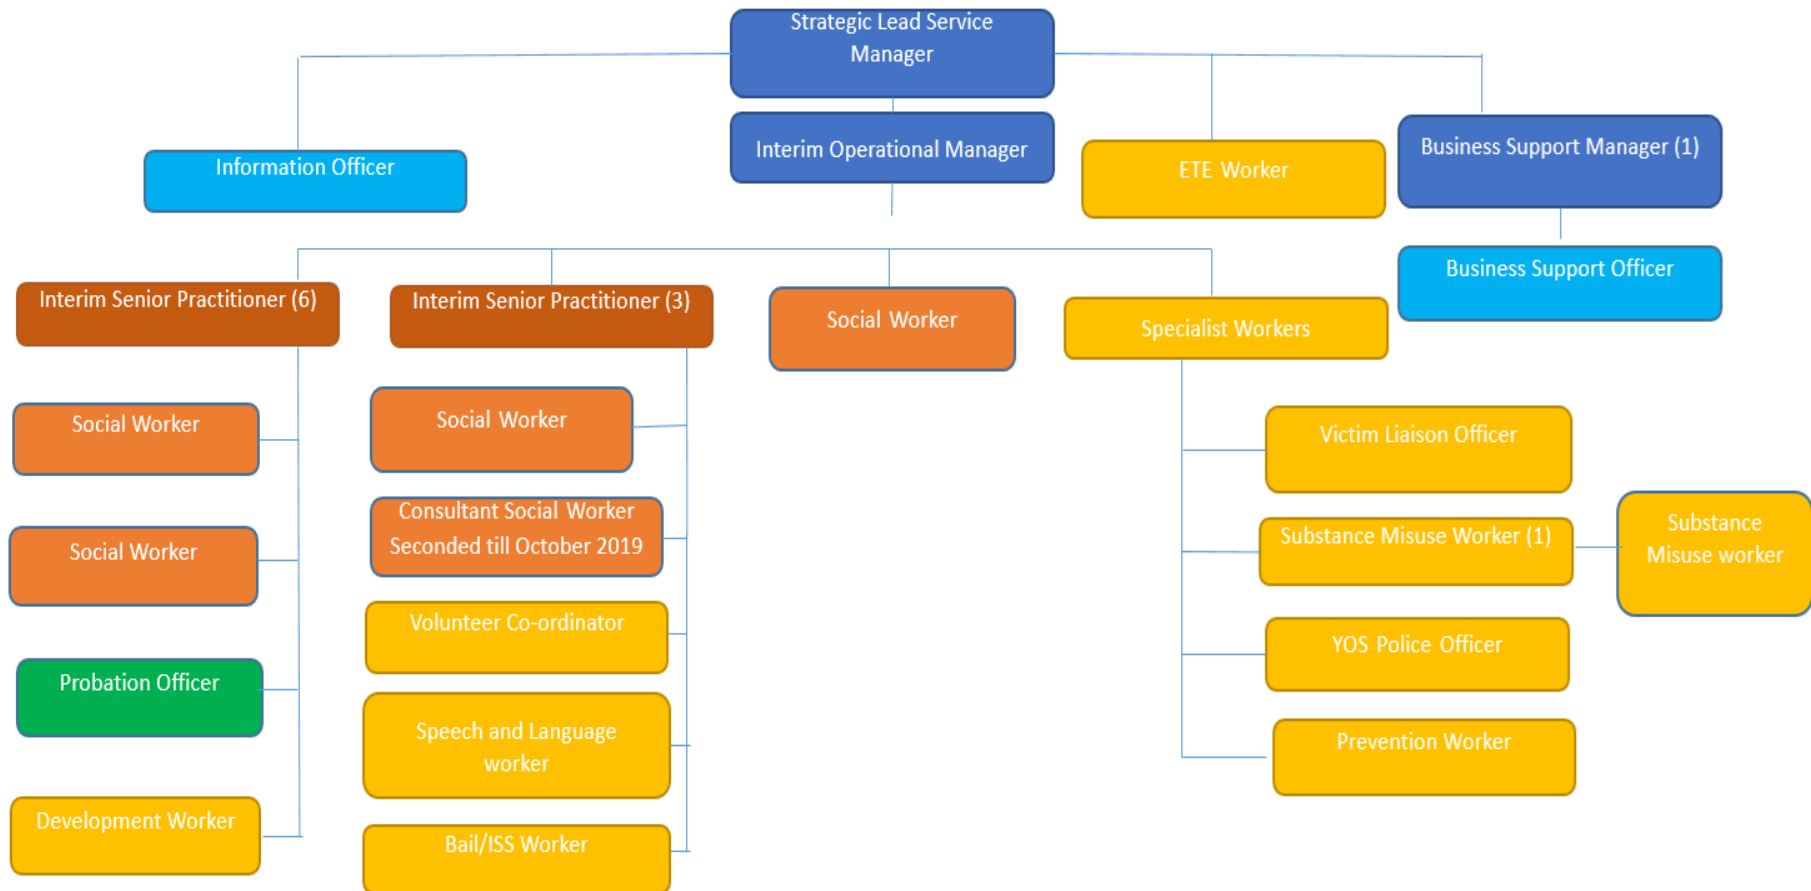 Strategic Lead Service
Manager
Information Officer
Interim Operational Manager
ETE Worker
Business Support Manager (1)
Business Support Officer
Interim Senior Practitioner (6)
Interim Senior Practitioner (3)
Social Worker
Specialist Workers
Social Worker
Social Worker
Probation Officer
Development Worker
Social Worker
Consultant Social Worker
Seconded till October 2019
Volunteer Co-ordinator
Speech and Language
worker
Bail/ISS Worker
Victim Liaison Officer
Substance Misuse Worker (1)
Substance
Misuse worker
YOS Police Officer
Prevention Worker